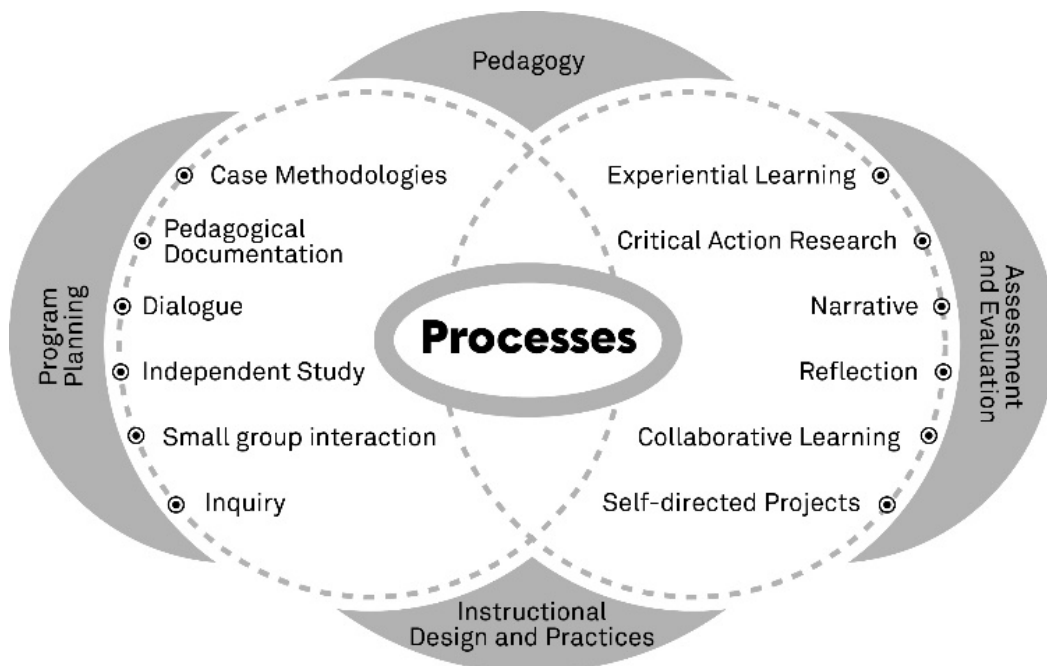 Pedagogy
Program
Planning
Case Methodologies
Pedagogical
Documentation
Dialogue
Independent Study
Small group interaction
Inquiry
Processes
Experiential Learning
Critical Action Research
Narrative
Reflection
Collaborative Learning
Self-directed Projects
Assessment
and Evaluation
Instructional
Design and Practices